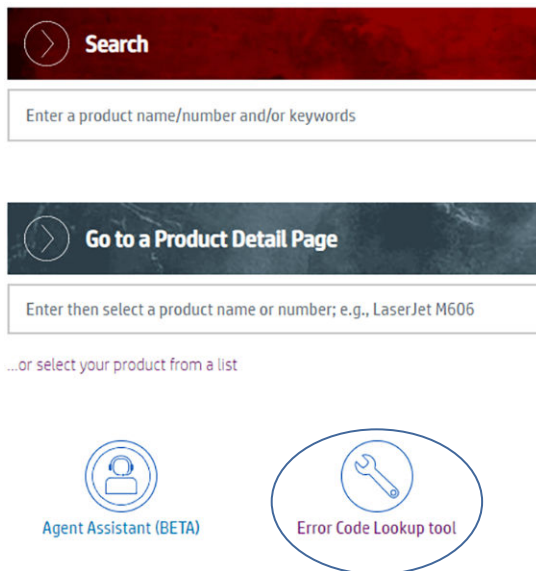 Search
Enter a product name/number and/or keywords
Go to a Product Detail Page
Enter then select a product name or number; e.g., LaserJet M606
...or select your product from a list
Agent Assistant (BETA)
Error Code Lookup tool